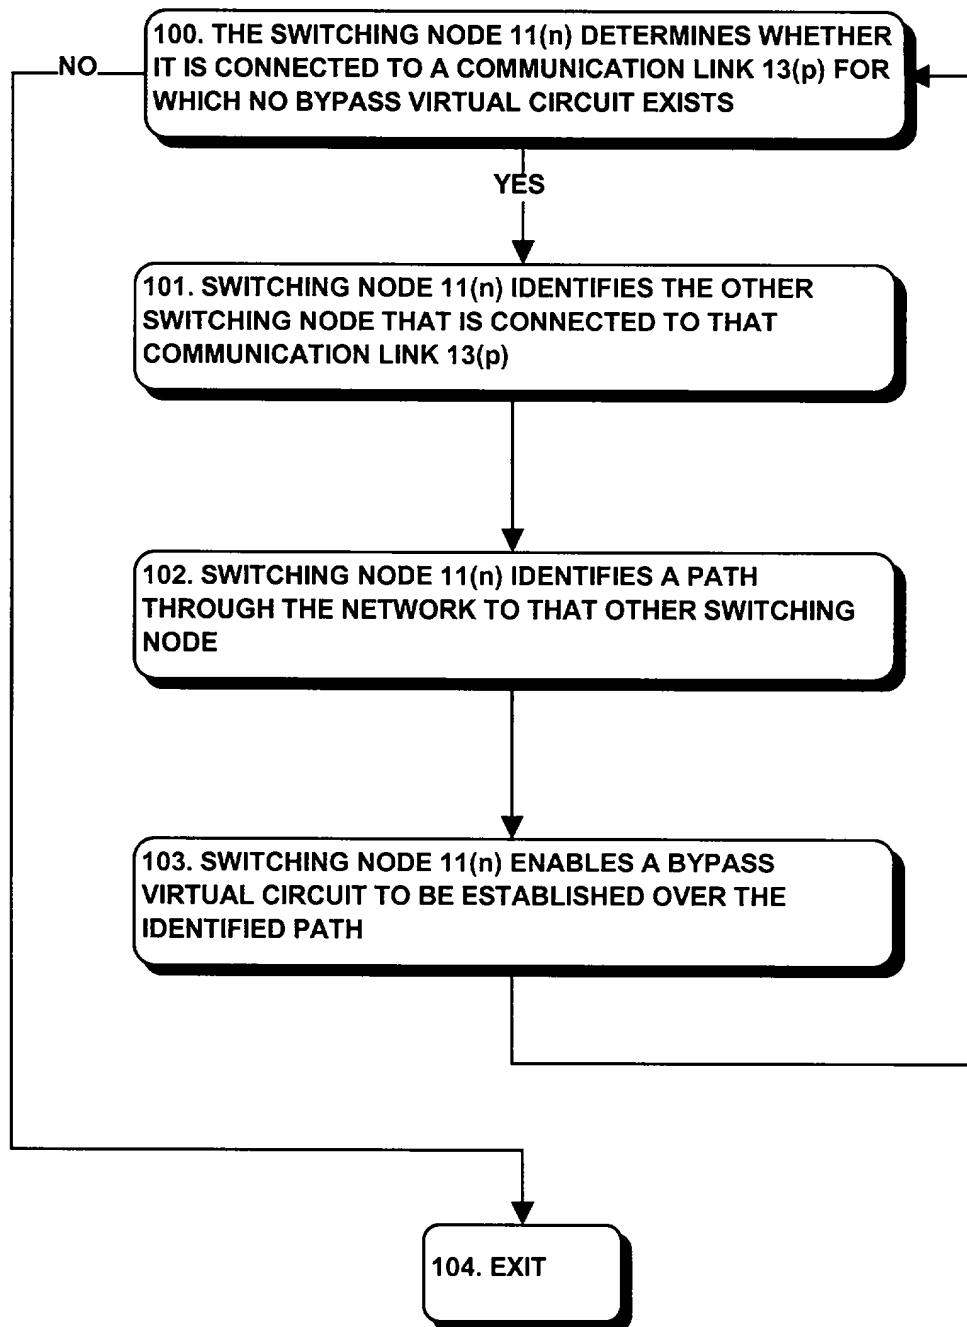 100. THE SWITCHING NODE 11(n) DETERMINES WHETHER
IT IS CONNECTED TO A COMMUNICATION LINK 13(p) FOR
WHICH NO BYPASS VIRTUAL CIRCUIT EXISTS
NO
YES
101. SWITCHING NODE 11(n) IDENTIFIES THE OTHER
SWITCHING NODE THAT IS CONNECTED TO THAT
COMMUNICATION LINK 13(p)
102. SWITCHING NODE 11(n) IDENTIFIES A PATH
THROUGH THE NETWORK TO THAT OTHER SWITCHING
NODE
103. SWITCHING NODE 11(n) ENABLES A BYPASS
VIRTUAL CIRCUIT TO BE ESTABLISHED OVER THE
IDENTIFIED PATH
104. EXIT